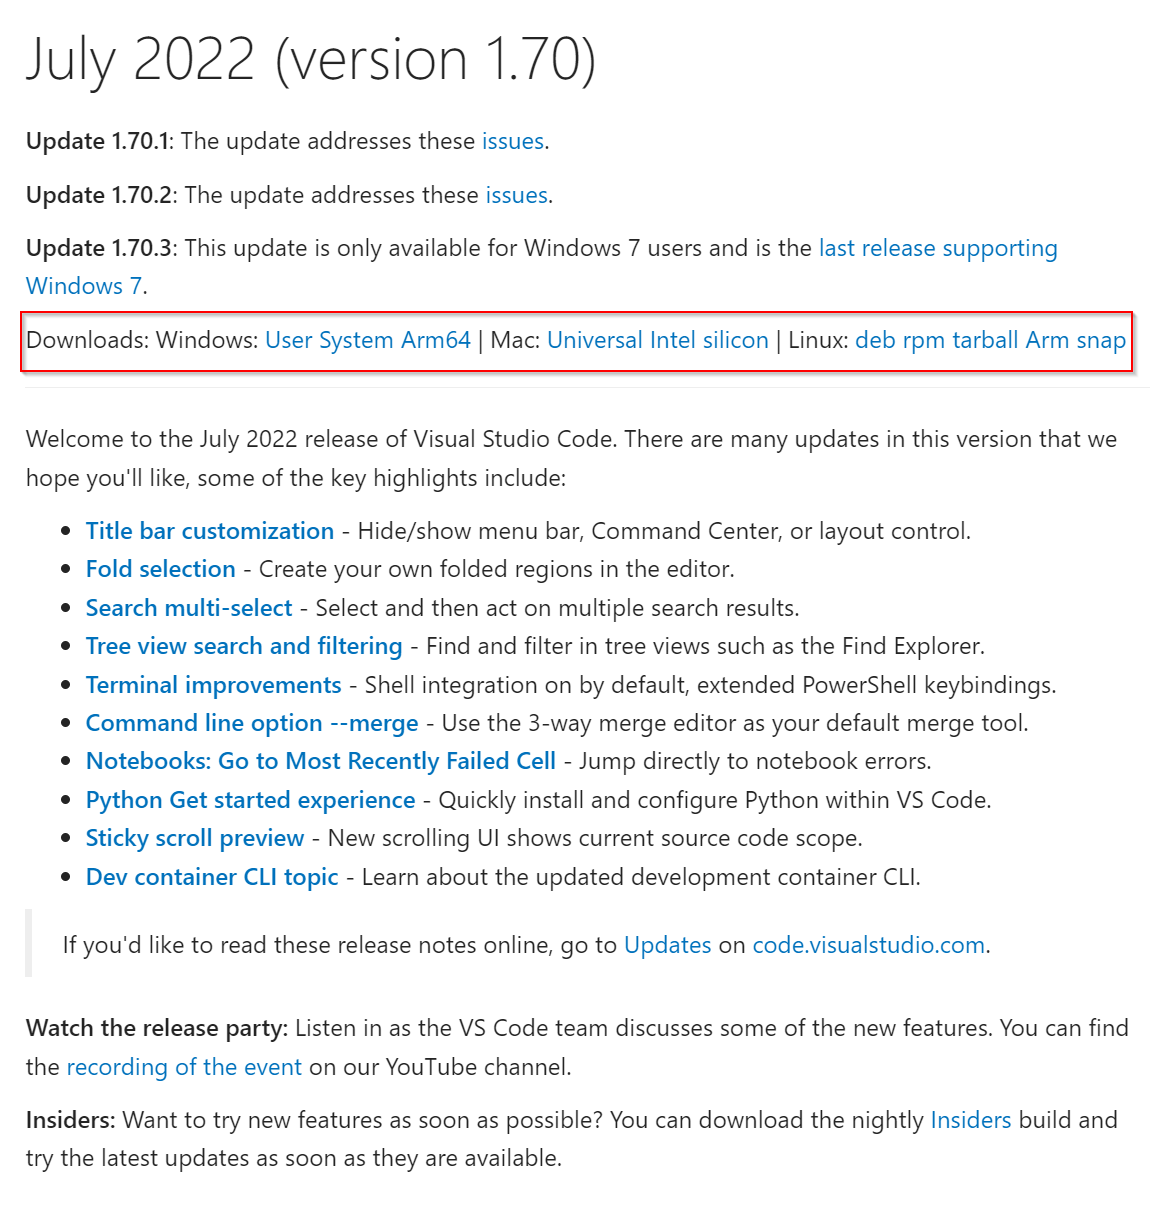 July 2022 (version 1.70)
Update 1.70.1: The update addresses these issues.
Update 1.70.2: The update addresses these issues.
Update 1.70.3: This update is only available for Windows 7 users and is the last release supporting
Windows 7.
Downloads: Windows: User System Arm64 | Mac: Universal Intel silicon | Linux: deb rpm tarball Arm snap
Welcome to the July 2022 release of Visual Studio Code. There are many updates in this version that we
hope you'll like, some of the key highlights include:
• Title bar customization - Hide/show menu bar, Command Center, or layout control.
• Fold selection - Create your own folded regions in the editor.
• Search multi-select - Select and then act on multiple search results.
• Tree view search and filtering - Find and filter in tree views such as the Find Explorer.
• Terminal improvements - Shell integration on by default, extended PowerShell keybindings.
• Command line option --merge - Use the 3-way merge editor as your default merge tool.
• Notebooks: Go to Most Recently Failed Cell - Jump directly to notebook errors.
• Python Get started experience - Quickly install and configure Python within VS Code.
• Sticky scroll preview - New scrolling UI shows current source code scope.
• Dev container CLI topic - Learn about the updated development container CLI.
If you'd like to read these release notes online, go to Updates on code.visualstudio.com.
Watch the release party: Listen in as the VS Code team discusses some of the new features. You can find
the recording of the event on our YouTube channel.
Insiders: Want to try new features as soon as possible? You can download the nightly Insiders build and
try the latest updates as soon as they are available.